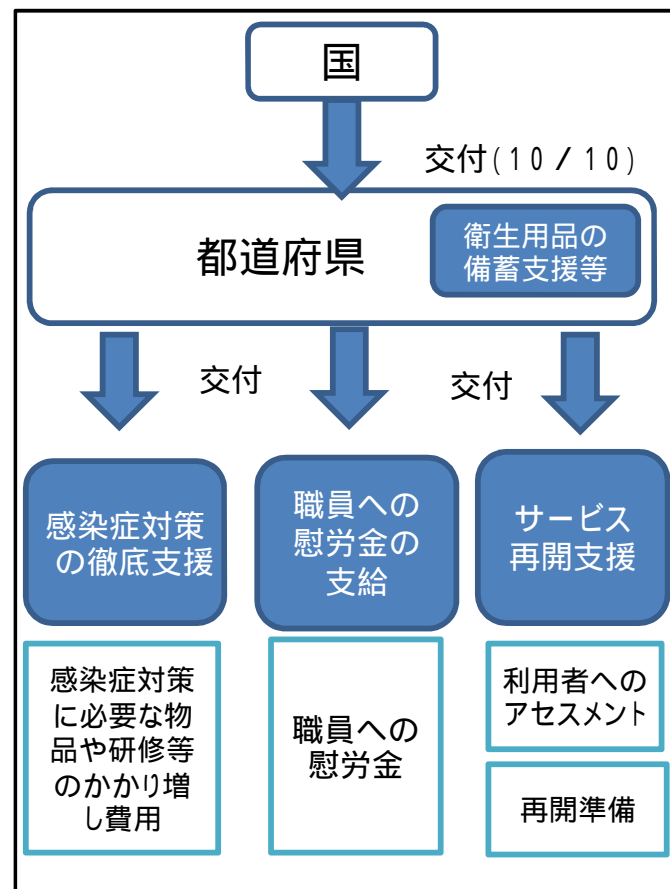 国
交付(10/10)
都道府県
衛生用品の
備蓄支援等
交付
交付
感染症対策
の徹底支援
職員への
慰労金の
支給
サービス
再開支援
感染症対策
に必要な物
品や研修等
のかかり増
し費用
職員への
慰労金
利用者への
アセスメント
再開準備